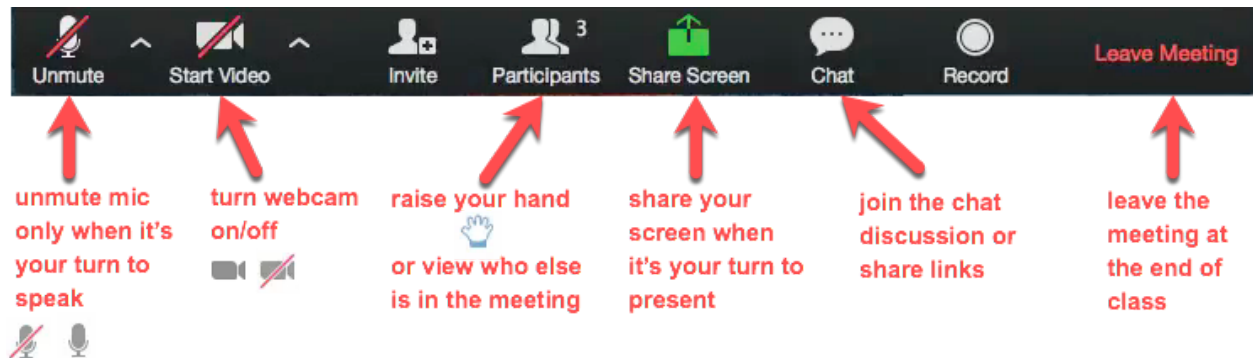 Unmute
Start Video
Invite
Participants
3
Share Screen
Chat
Record
Leave Meeting
unmute mic
only when it's
your turn to
speak
turn webcam
on/off
raise your hand
or view who else
is in the meeting
share your
screen when
it's your turn to
present
join the chat
discussion or
share links
leave the
meeting at
the end of
class